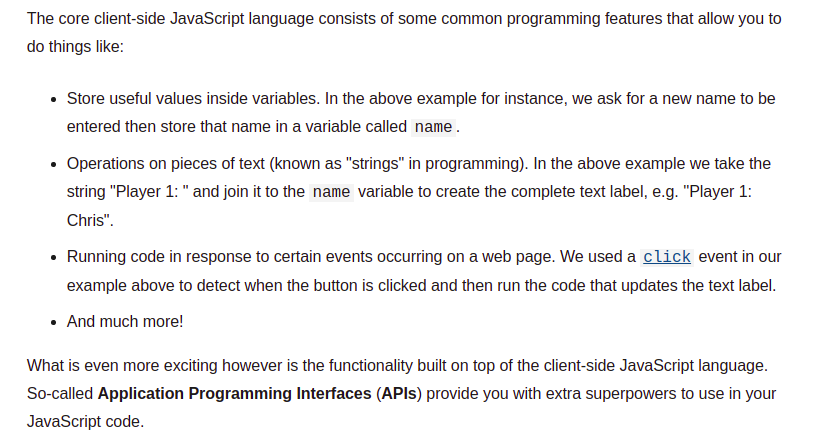 The core client-side JavaScript language consists of some common programming features that allow you to
do things like:
• Store useful values inside variables. In the above example for instance, we ask for a new name to be
entered then store that name in a variable called name.
• Operations on pieces of text (known as "strings" in programming). In the above example we take the
string "Player 1: " and join it to the name variable to create the complete text label, e.g. "Player 1:
Chris".
• Running code in response to certain events occurring on a web page. We used a click event in our
example above to detect when the button is clicked and then run the code that updates the text label.
• And much more!
What is even more exciting however is the functionality built on top of the client-side JavaScript language.
So-called Application Programming Interfaces (APIs) provide you with extra superpowers to use in your
JavaScript code.